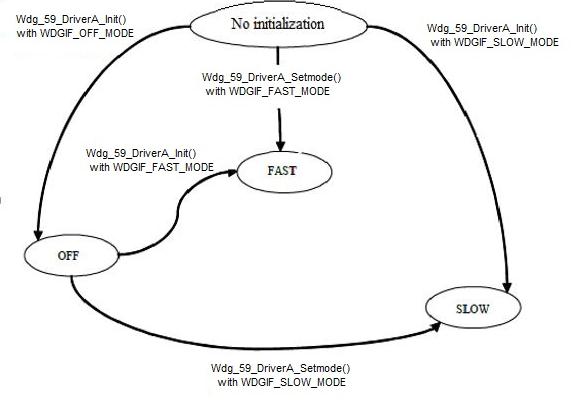 Wdg_59_DriverA_Init()
with WDGIF_OFF_MODE
No initialization
Wdg_59_DriverA_Init()
with WDGIF_SLOW_MODE
Wdg_59_DriverA_Setmode()
with WDGIF_FAST_MODE
Wdg_59_DriverA_Init()
with WDGIF_FAST_MODE
FAST
OFF
SLOW
Wdg_59_DriverA_Setmode()
with WDGIF_SLOW_MODE